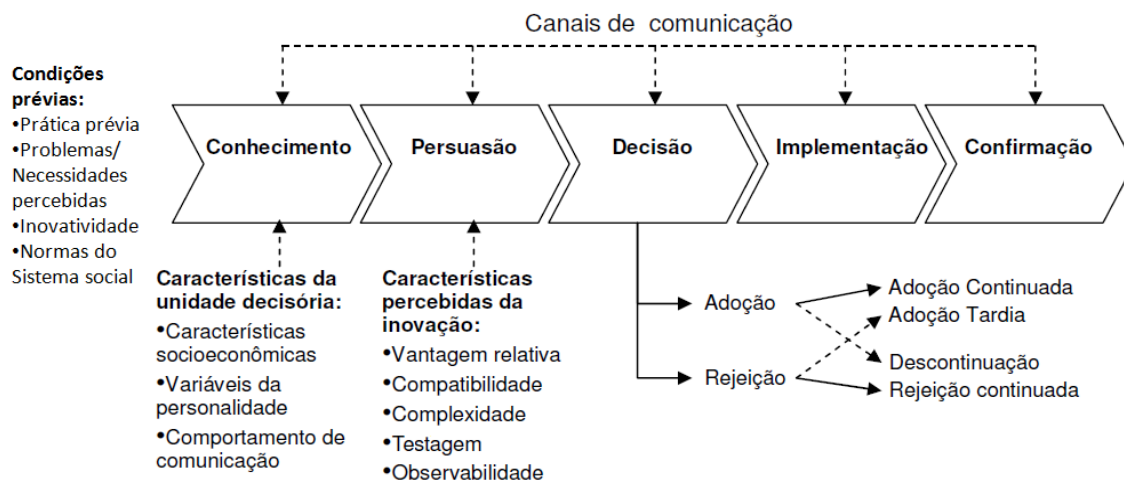 Canais de comunicação
Condições
prévias:
•Prática prévia
•Problemas/
Necessidades
percebidas
•Inovatividade
•Normas do
Sistema social
Conhecimento
Persuasão
Decisão
Implementação
Confirmação
Características da
unidade decisória:
•Características
socioeconômicas
•Variáveis da
personalidade
•Comportamento de
comunicação
Características
percebidas da
inovação:
•Vantagem relativa
•Compatibilidade
•Complexidade
•Testagem
•Observabilidade
Adoção
Rejeição
Adoção Continuada
Adoção Tardia
Descontinuação
Rejeição continuada